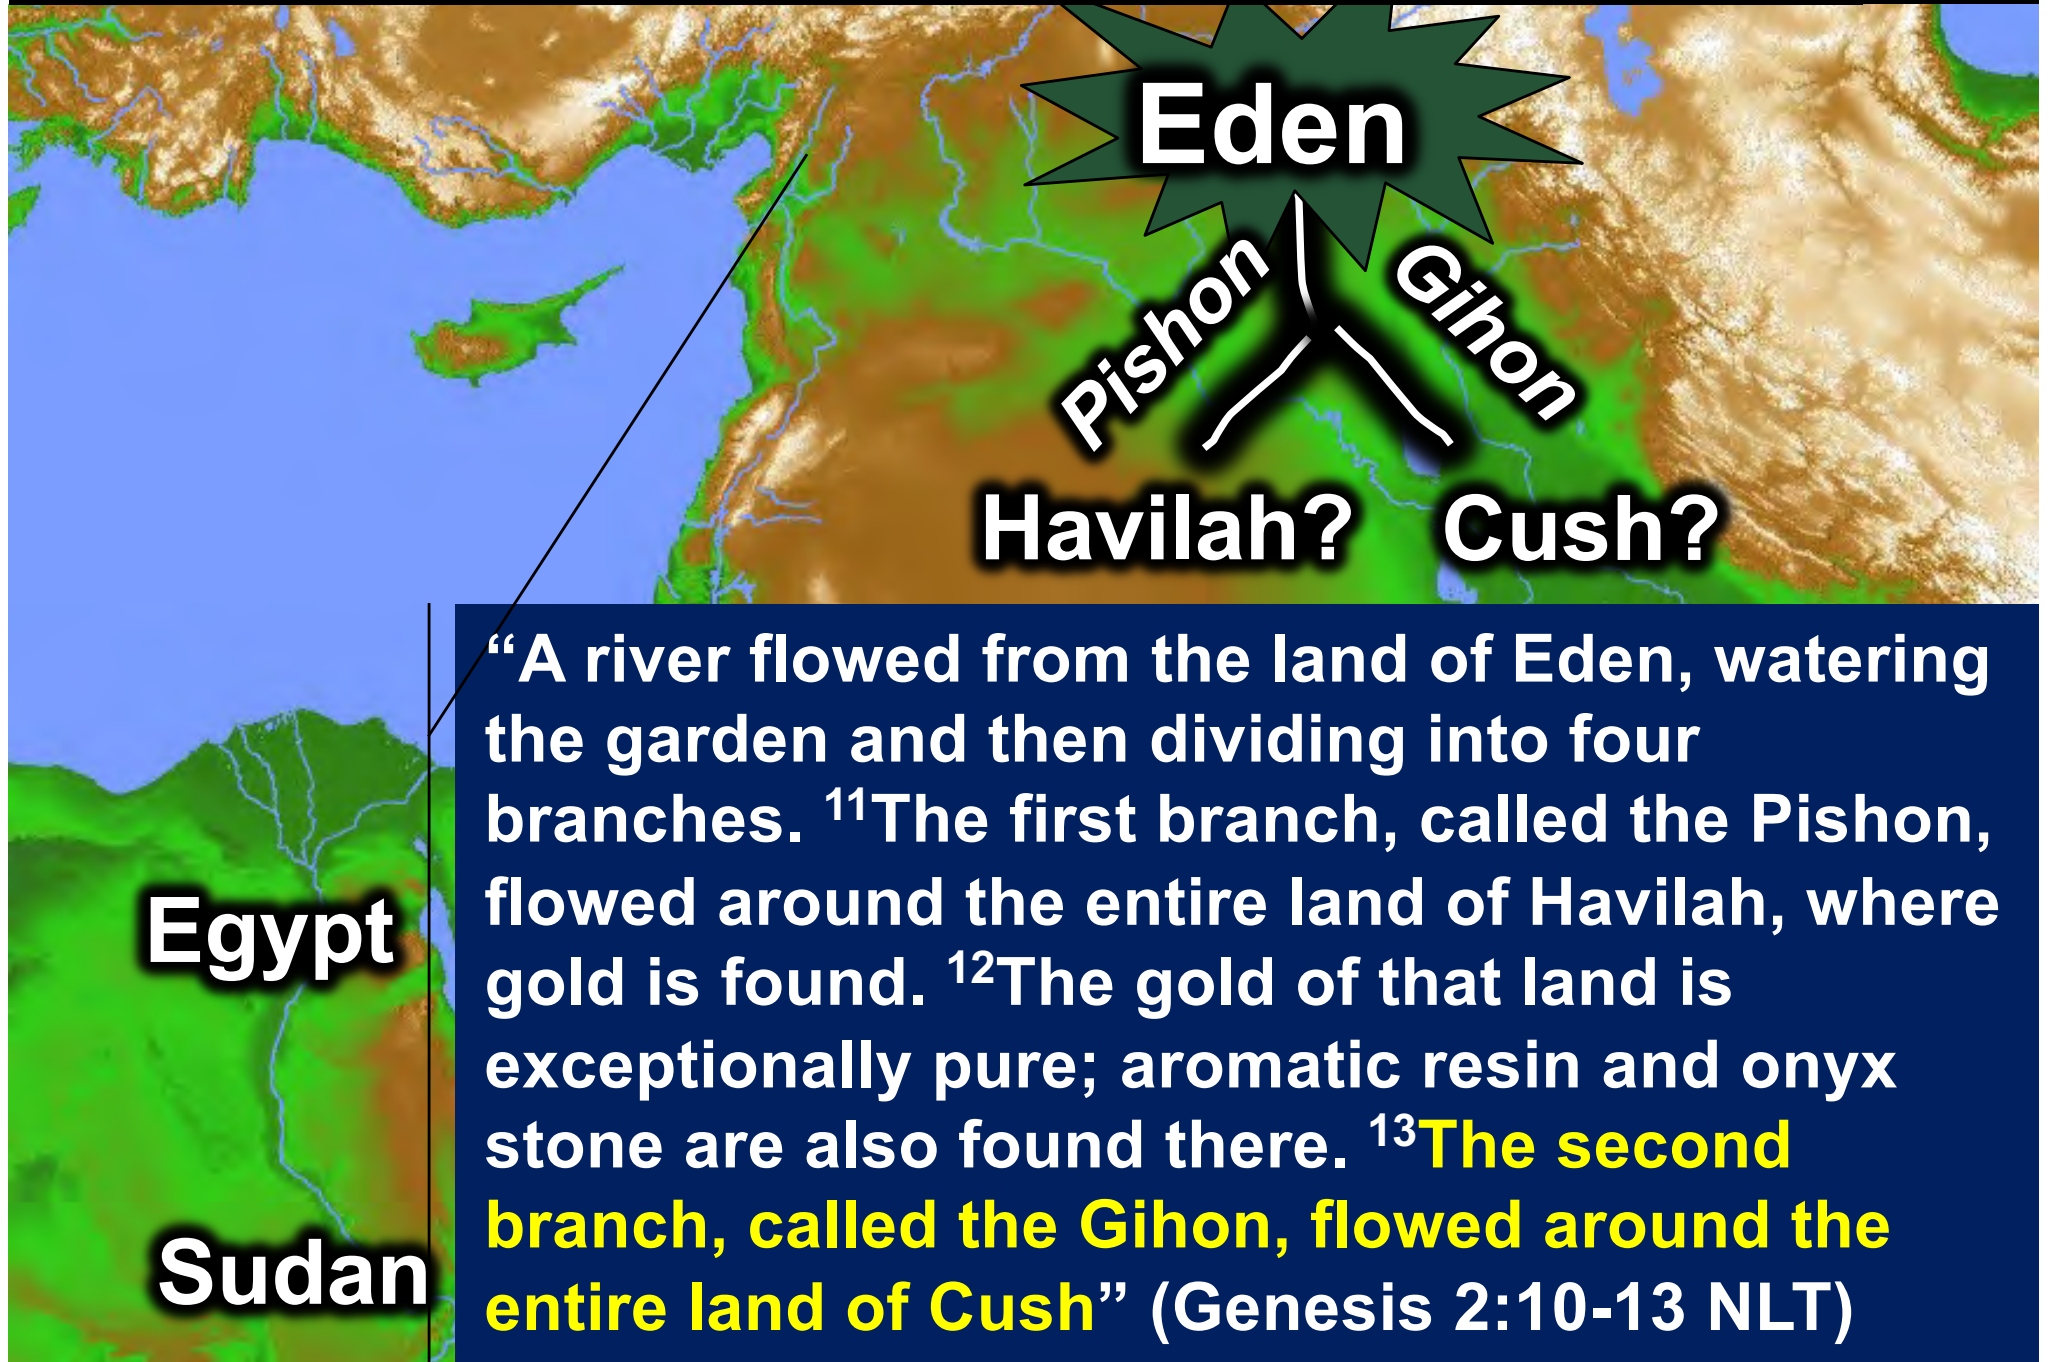 Eden
Pishon
Gihon
Havilah?
Cush?
“A river flowed from the land of Eden, watering
the garden and then dividing into four
branches. ¹¹The first branch, called the Pishon,
flowed around the entire land of Havilah, where
gold is found. ¹²The gold of that land is
exceptionally pure; aromatic resin and onyx
stone are also found there. ¹³The second
branch, called the Gihon, flowed around the
entire land of Cush” (Genesis 2:10-13 NLT)
Egypt
Sudan